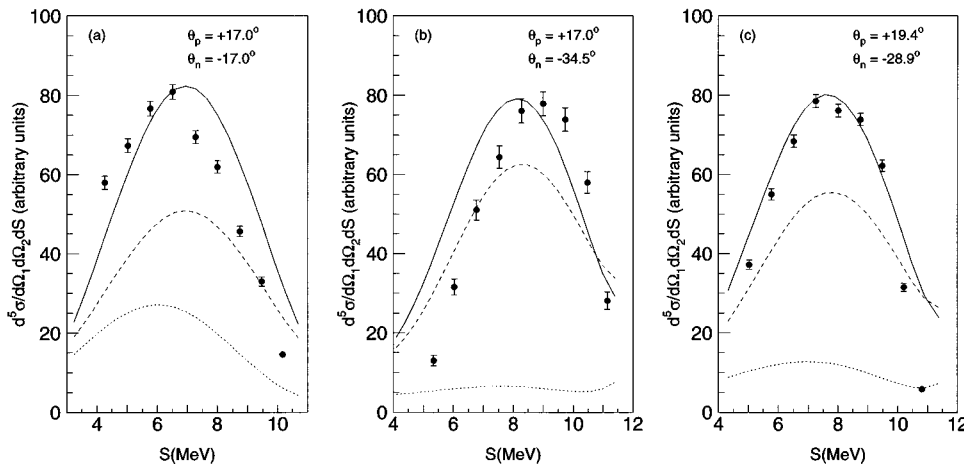 (a)
θp = +17.0°
θn = -17.0°
(b)
θp = +17.0°
θn = -34.5°
(c)
θp = +19.4°
θn = -28.9°
d⁵σ/dΩ₁dΩ₂dS (arbitrary units)
d⁵σ/dΩ₁dΩ₂dS (arbitrary units)
d⁵σ/dΩ₁dΩ₂dS (arbitrary units)
100
80
60
40
20
0
100
80
60
40
20
0
100
80
60
40
20
0
4 6 8 10
4 6 8 10 12
4 6 8 10 12
S(MeV)
S(MeV)
S(MeV)